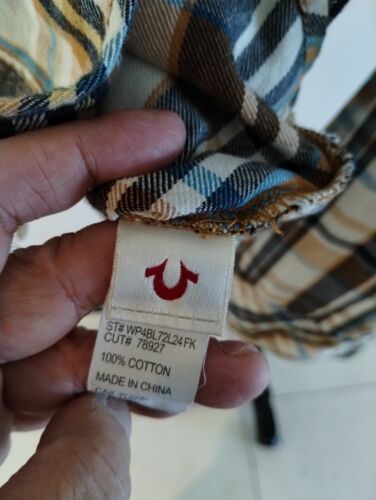 ST# WP4BL72L24FK
CUT# 78927
100% COTTON
MADE IN CHINA